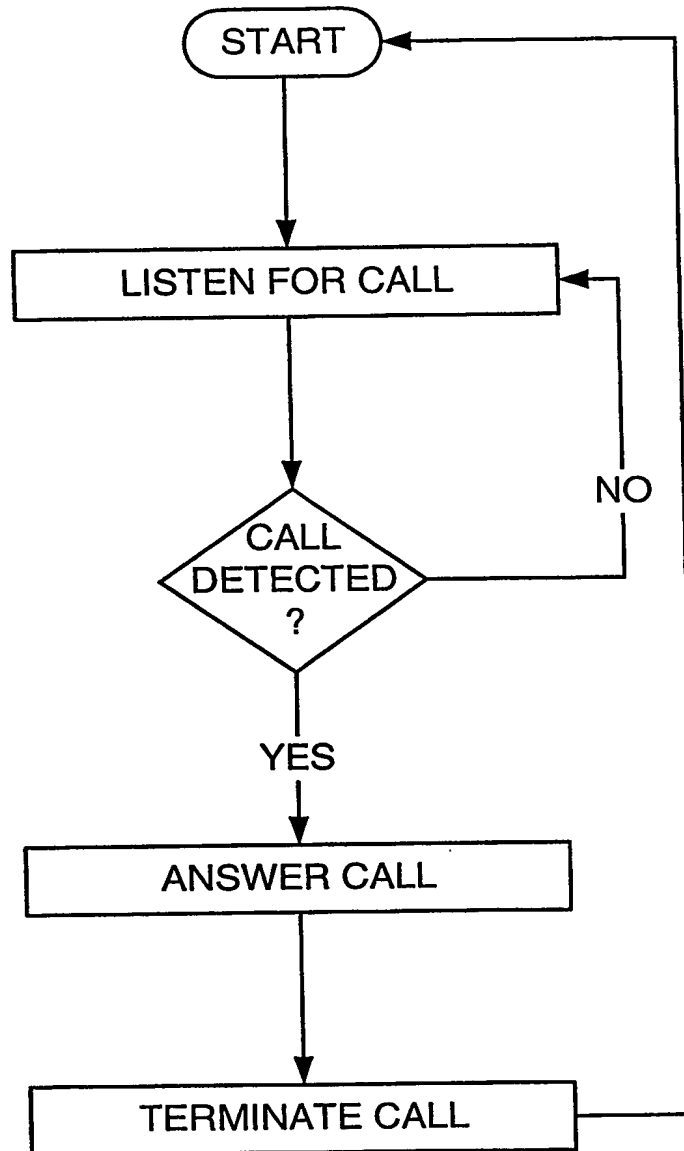 START
LISTEN FOR CALL
CALL
DETECTED
?
NO
YES
ANSWER CALL
TERMINATE CALL